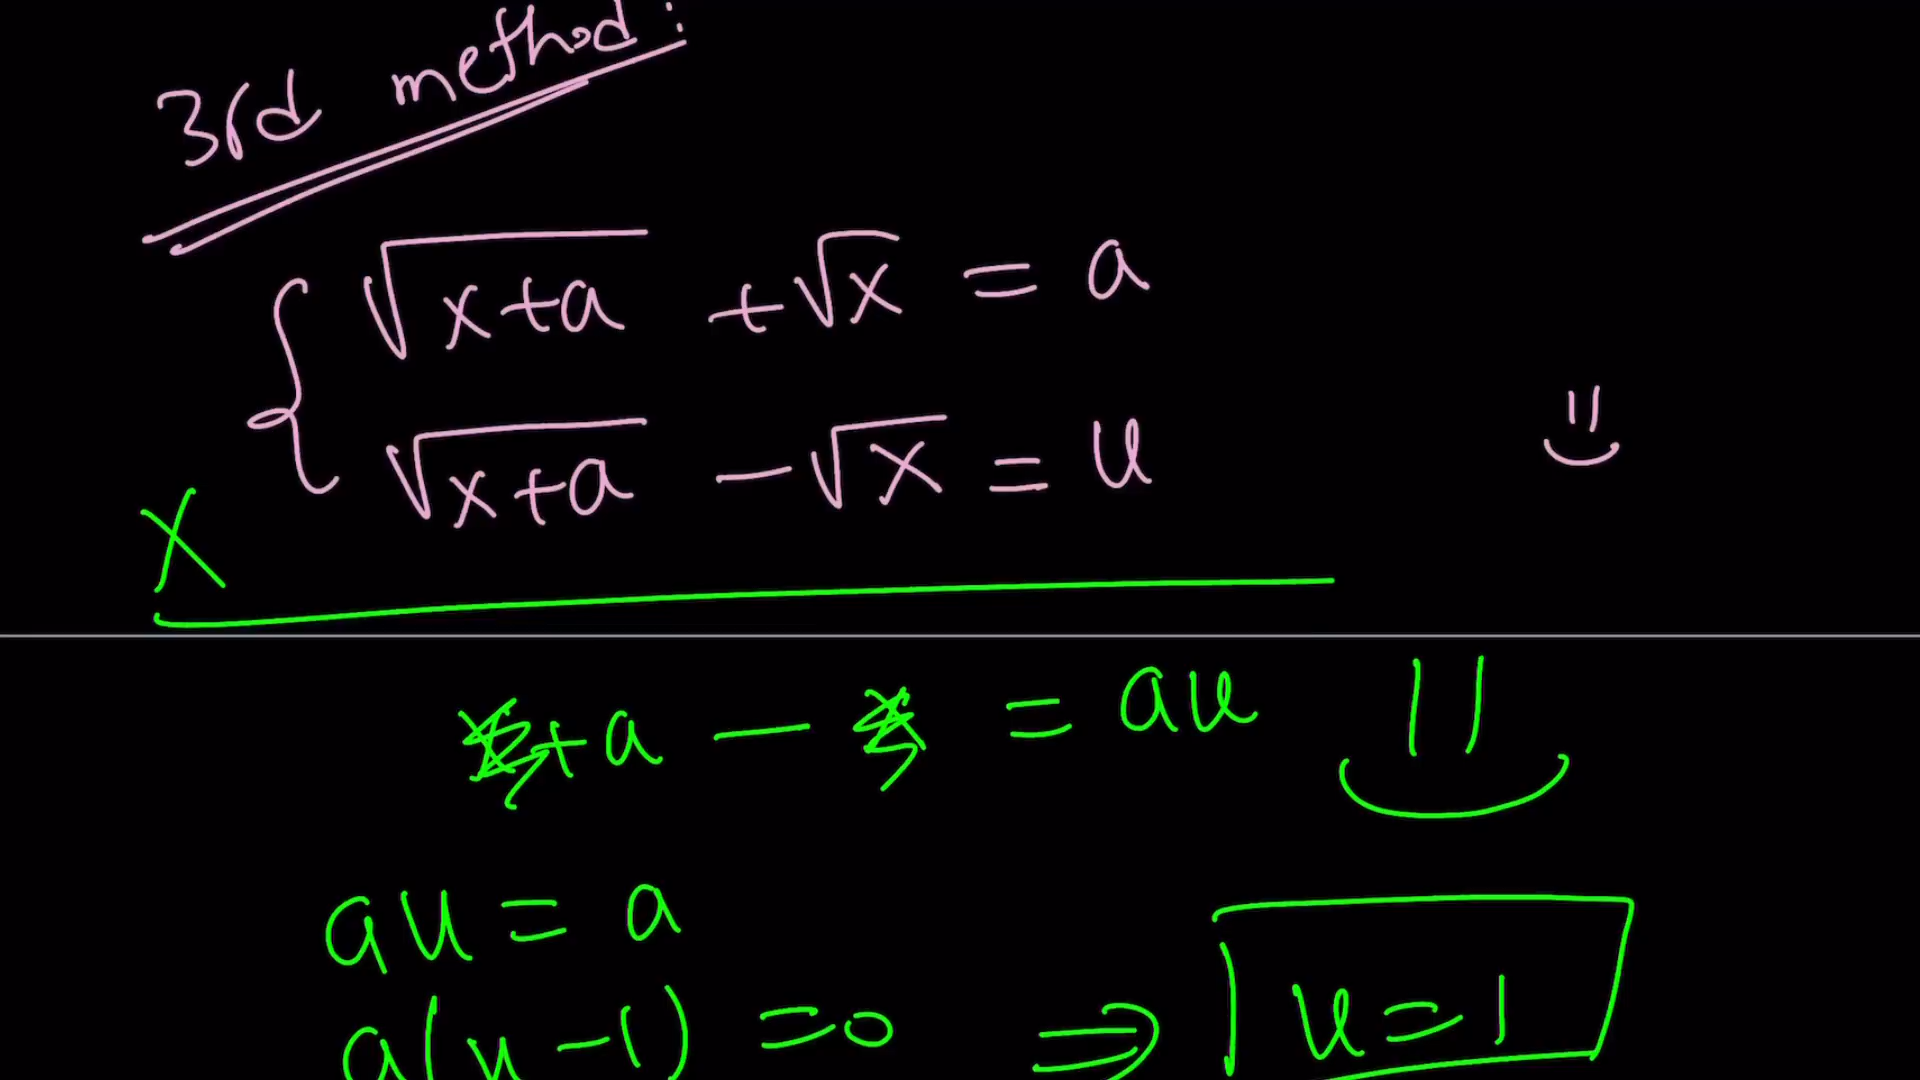 3rd method:
√(x+a) + √x = a
√(x+a) − √x = u
X
x + a − x = au
au = a
a(u − 1) = 0 ⇒ u = 1